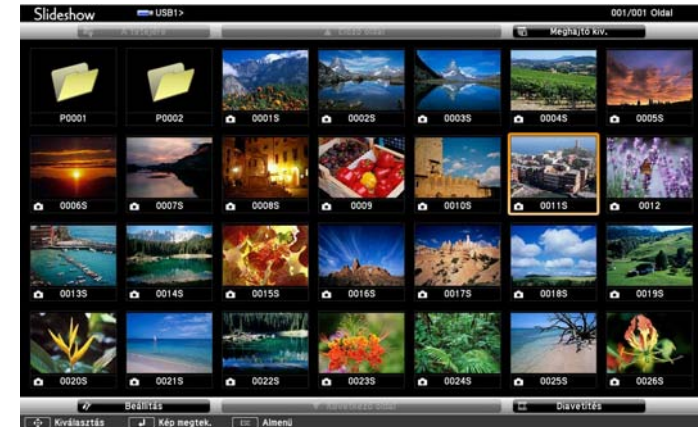 Slideshow USB1> 001/001 Oldal
A tetejére ▲ Előző oldal Meghajtó kiv.
P0001 P0002 0001S 0002S 0003S 0004S 0005S
0006S 0007S 0008S 0009 0010S 0011S 0012
0013S 0014S 0015S 0016S 0017S 0018S 0019S
0020S 0021S 0022S 0023S 0024S 0025S 0026S
Beállítás ▼ Következő oldal Diavetítés
Kiválasztás Kép megtek. Esc Almenü